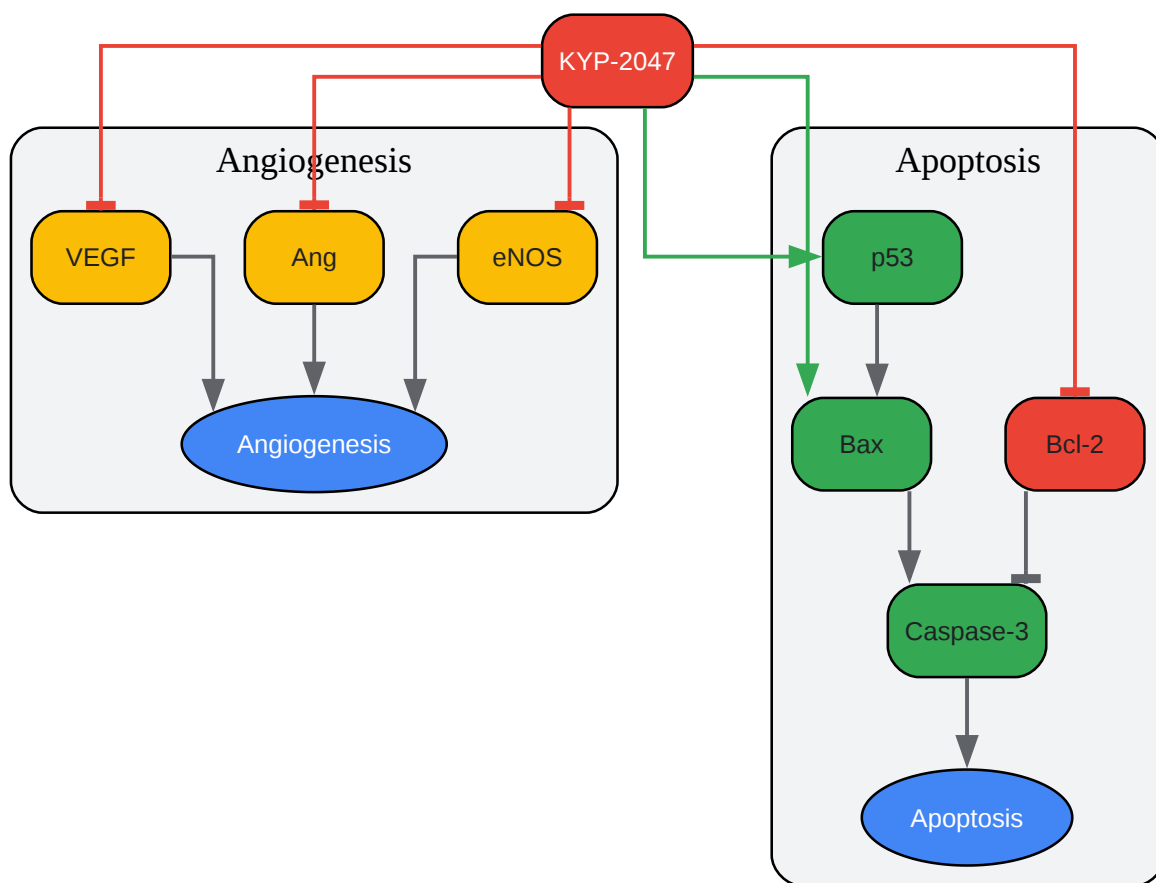 KYP-2047
Angiogenesis
Apoptosis
VEGF
Ang
eNOS
p53
Angiogenesis
Bax
Bcl-2
Caspase-3
Apoptosis